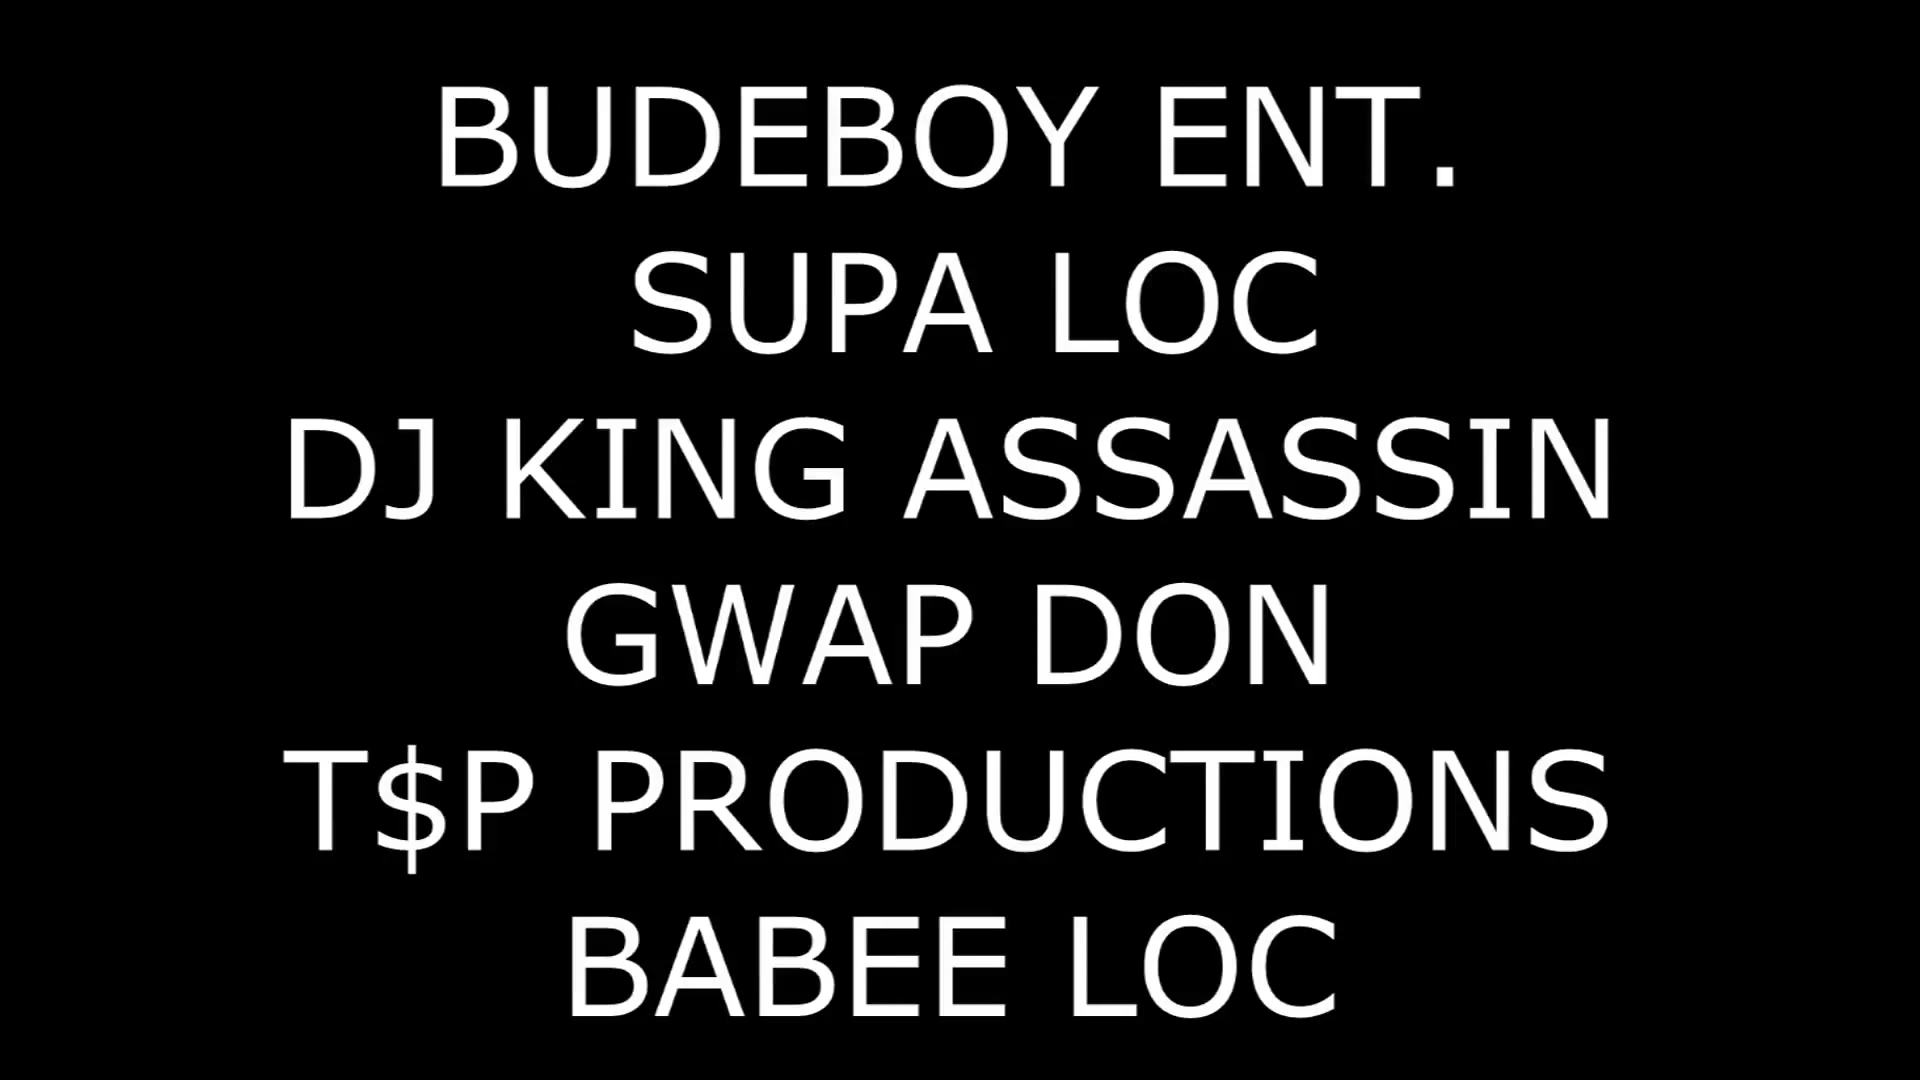 BUDEBOY ENT.
SUPA LOC
DJ KING ASSASSIN
GWAP DON
T$P PRODUCTIONS
BABEE LOC